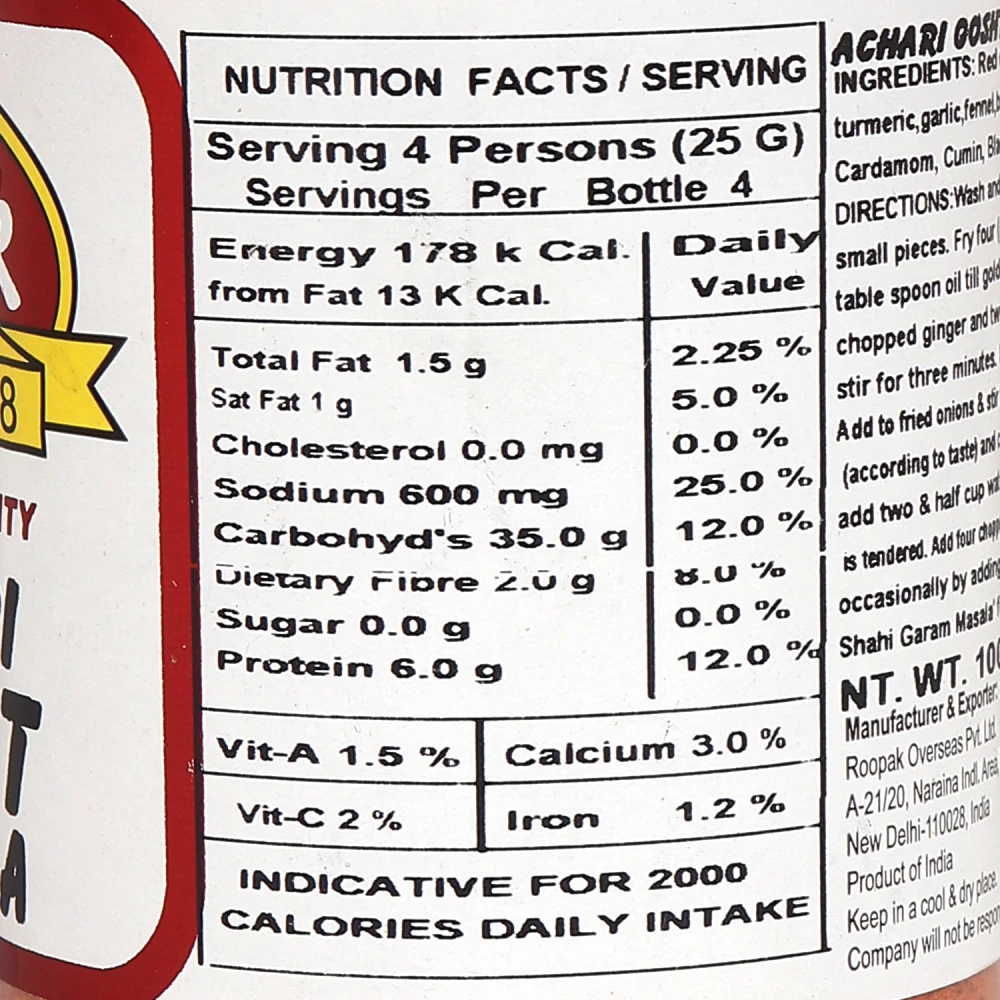 NUTRITION FACTS / SERVING
Serving 4 Persons (25 G)
Servings Per Bottle 4
Energy 178 k Cal.
from Fat 13 K Cal.
Daily
Value
Total Fat 1.5 g 2.25 %
Sat Fat 1 g 5.0 %
Cholesterol 0.0 mg 0.0 %
Sodium 600 mg 25.0 %
Carbohyd's 35.0 g 12.0 %
Dietary Fibre 2.0 g 8.0 %
Sugar 0.0 g 0.0 %
Protein 6.0 g 12.0 %
Vit-A 1.5 % Calcium 3.0 %
Vit-C 2 % Iron 1.2 %
INDICATIVE FOR 2000
CALORIES DAILY INTAKE
ACHARI
INGREDIENTS: Red
turmeric, garlic, fennel,
Cardamom, Cumin,
DIRECTIONS: Wash and
small pieces. Fry four
table spoon oil till
chopped ginger and
stir for three minutes.
Add to fried onions & stir
(according to taste) and
add two & half cup
is tendered. Add four
occasionally by adding
Shahi Garam Masala
NT. WT.
Manufacturer & Exporter:
Roopak Overseas Pvt. Ltd.
A-21/20, Naraina Indl. Area,
New Delhi-110028, India
Product of India
Keep in a cool & dry place
Company will not be
R
8
ITY
I
T
A